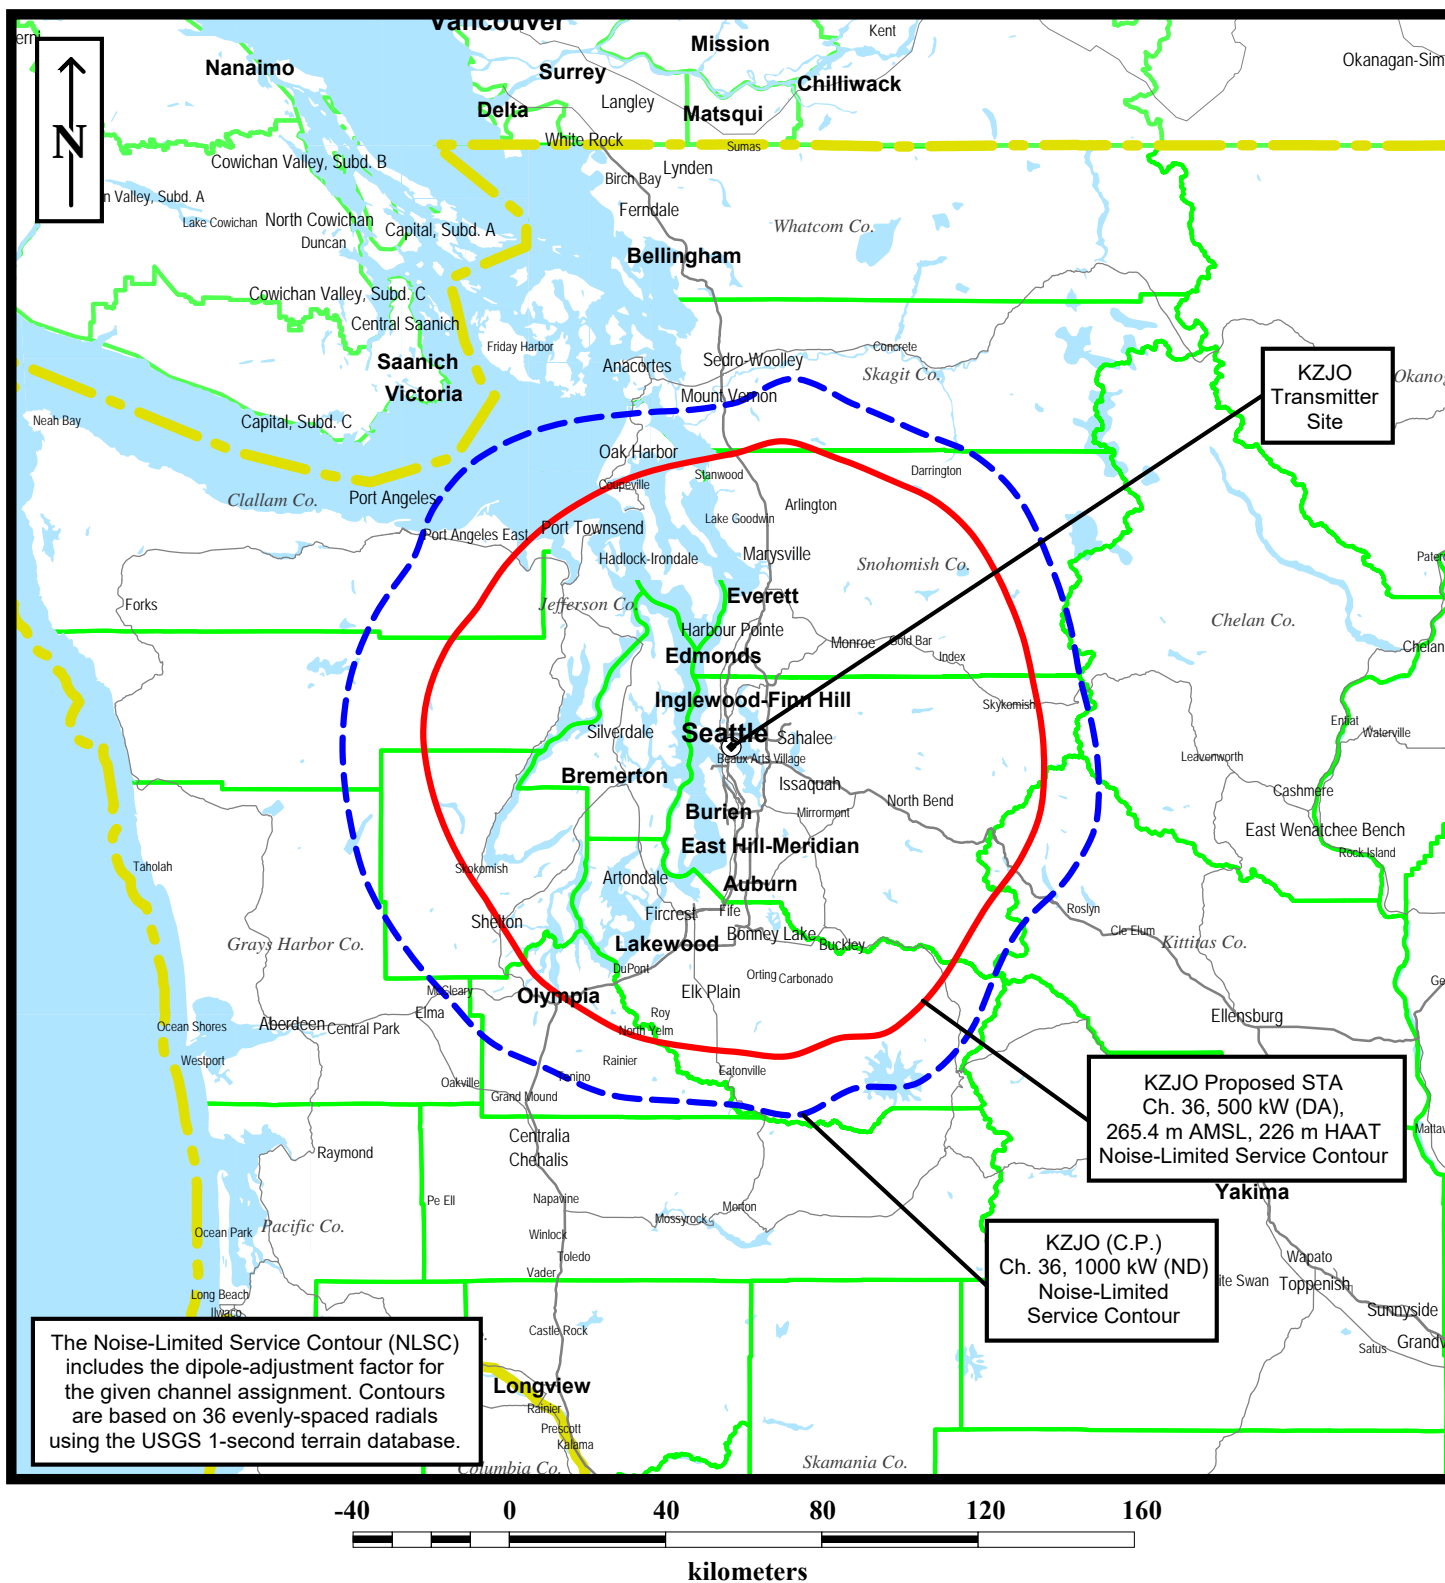 Vancouver
Mission
Kent
Okanagan-Sim
Nanaimo
Surrey
Chilliwack
Langley
Delta
Matsqui
N
White Rock
Sumas
Cowichan Valley, Subd. B
Lynden
Birch Bay
n Valley, Subd. A
Ferndale
Lake Cowichan
North Cowichan
Capital, Subd. A
Whatcom Co.
Duncan
Bellingham
Cowichan Valley, Subd. C
Central Saanich
Friday Harbor
Concrete
Saanich
Anacortes
Sedro-Woolley
Skagit Co.
KZJO
Transmitter
Site
Okanog
Victoria
Mount Vernon
Neah Bay
Capital, Subd. C
Oak Harbor
Darrington
Stanwood
Coupeville
Clallam Co.
Port Angeles
Arlington
Lake Goodwin
Port Angeles East
Port Townsend
Marysville
Hadlock-Irondale
Snohomish Co.
Pater
Everett
Forks
Jefferson Co.
Chelan Co.
Harbour Pointe
Monroe
Gold Bar
Chelan
Edmonds
Index
Inglewood-Finn Hill
Skykomish
Silverdale
Seattle
Sahalee
Entiat
Waterville
Beaux Arts Village
Leavenworth
Bremerton
Issaquah
Cashmere
North Bend
Burien
Mirrormont
East Wenatchee Bench
East Hill-Meridian
Rock Island
Taholah
Skokomish
Artondale
Auburn
Roslyn
Fircrest
Fife
Shelton
Cle Elum
Grays Harbor Co.
Lakewood
Bonney Lake
Buckley
Kittitas Co.
DuPont
Orting
Carbonado
Ge
McCleary
Olympia
Elk Plain
Elma
Roy
Ellensburg
Ocean Shores
Aberdeen
Central Park
North Yelm
Westport
Rainier
Eatonville
Oakville
Tenino
Grand Mound
KZJO Proposed STA
Ch. 36, 500 kW (DA),
265.4 m AMSL, 226 m HAAT
Noise-Limited Service Contour
Mattaw
Centralia
Raymond
Chehalis
Yakima
Pe Ell
Napavine
Morton
Mossyrock
Pacific Co.
Ocean Park
Winlock
KZJO (C.P.)
Ch. 36, 1000 kW (ND)
Noise-Limited
Service Contour
Toledo
Wapato
Vader
ite Swan
Toppenish
Long Beach
Sunnyside
Ilwaco
Castle Rock
Satus
Grandv
The Noise-Limited Service Contour (NLSC)
includes the dipole-adjustment factor for
the given channel assignment. Contours
are based on 36 evenly-spaced radials
using the USGS 1-second terrain database.
Longview
Rainier
Prescott
Kalama
Columbia Co.
Skamania Co.
-40 0 40 80 120 160
kilometers